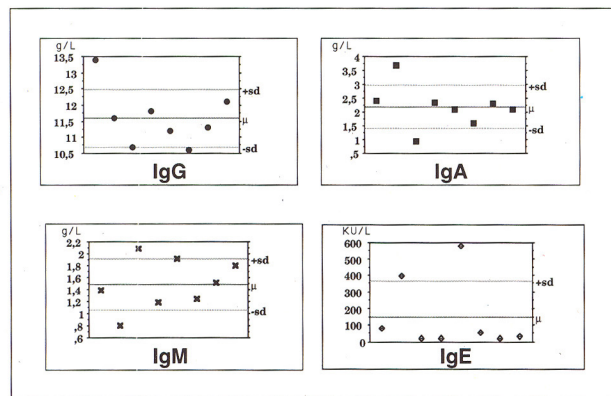 g/L
13,5
13
12,5
12
11,5
11
10,5
+sd
μ
-sd
IgG
g/L
4
3,5
3
2,5
2
1,5
1
,5
+sd
μ
-sd
IgA
g/L
2,2
2
1,8
1,6
1,4
1,2
1
,8
,6
+sd
μ
-sd
IgM
KU/L
600
500
400
300
200
100
0
+sd
μ
IgE